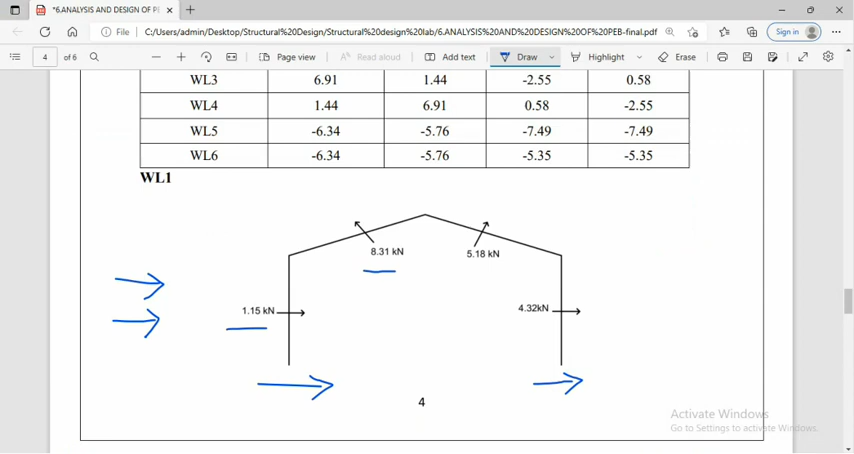 *6.ANALYSIS AND DESIGN OF PE
Sign in
File
C:/Users/admin/Desktop/Structural%20Design/Structural%20design%20lab/6.ANALYSIS%20AND%20DESIGN%20OF%20PEB-final.pdf
4 of 6
Page view
Read aloud
Add text
Draw
Highlight
Erase
WL3 6.91 1.44 -2.55 0.58
WL4 1.44 6.91 0.58 -2.55
WL5 -6.34 -5.76 -7.49 -7.49
WL6 -6.34 -5.76 -5.35 -5.35
WL1
8.31 kN
5.18 kN
1.15 kN
4.32kN
4
Activate Windows
Go to Settings to activate Windows.